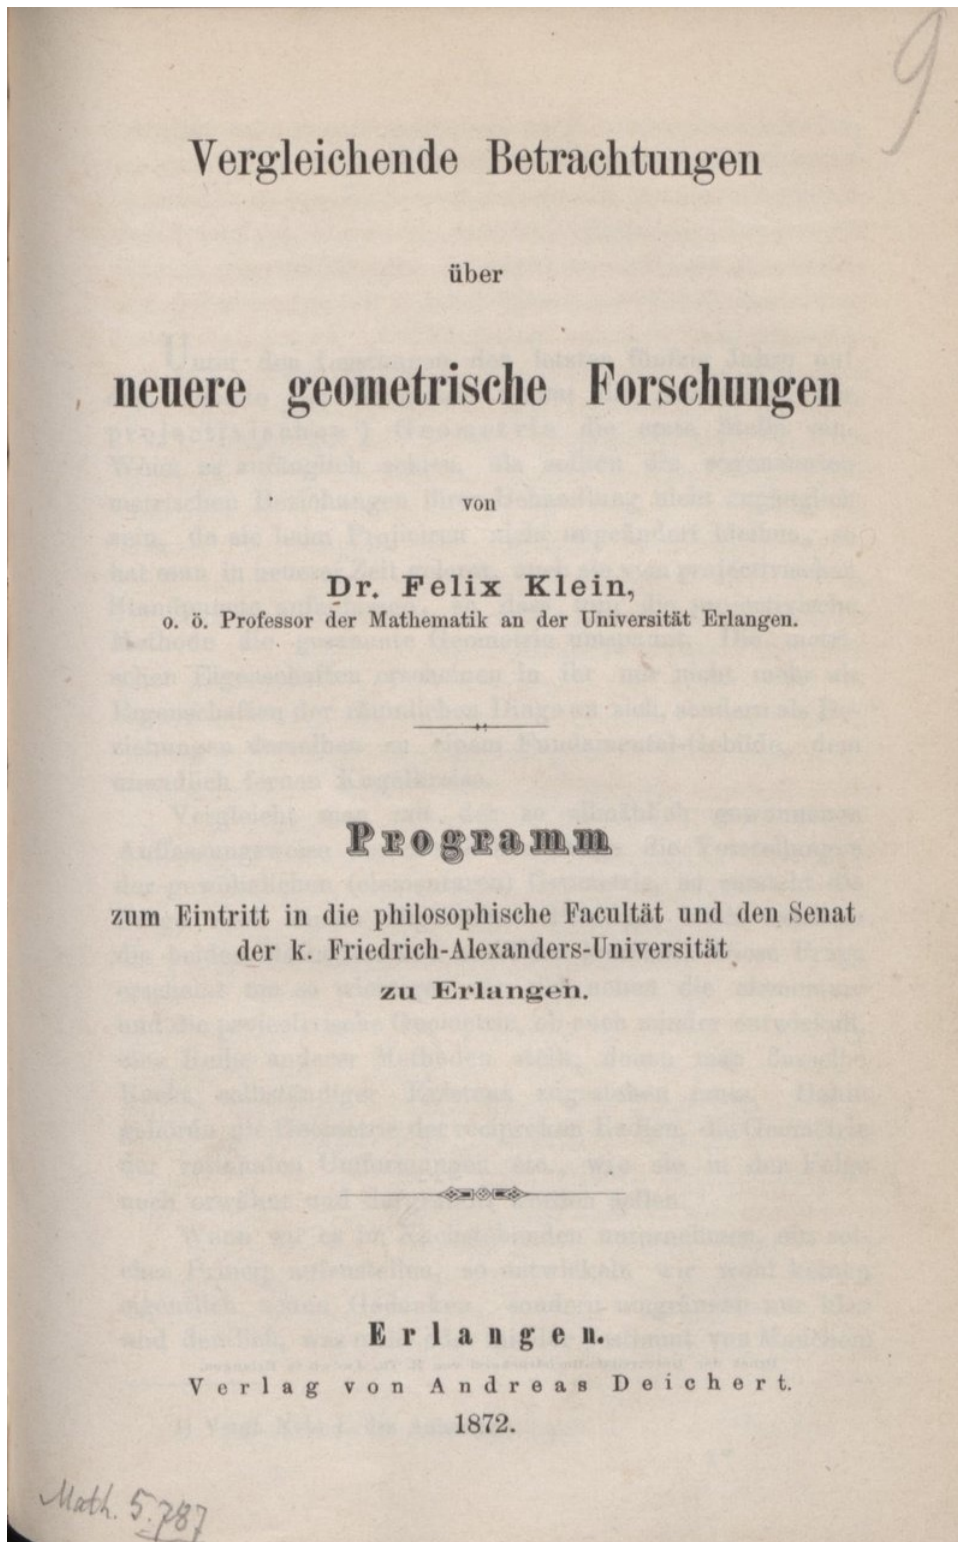 9
Vergleichende Betrachtungen
über
neuere geometrische Forschungen
von
Dr. Felix Klein,
o. ö. Professor der Mathematik an der Universität Erlangen.
Programm
zum Eintritt in die philosophische Facultät und den Senat
der k. Friedrich-Alexanders-Universität
zu Erlangen.
Erlangen.
Verlag von Andreas Deichert.
1872.
Math. 5.787